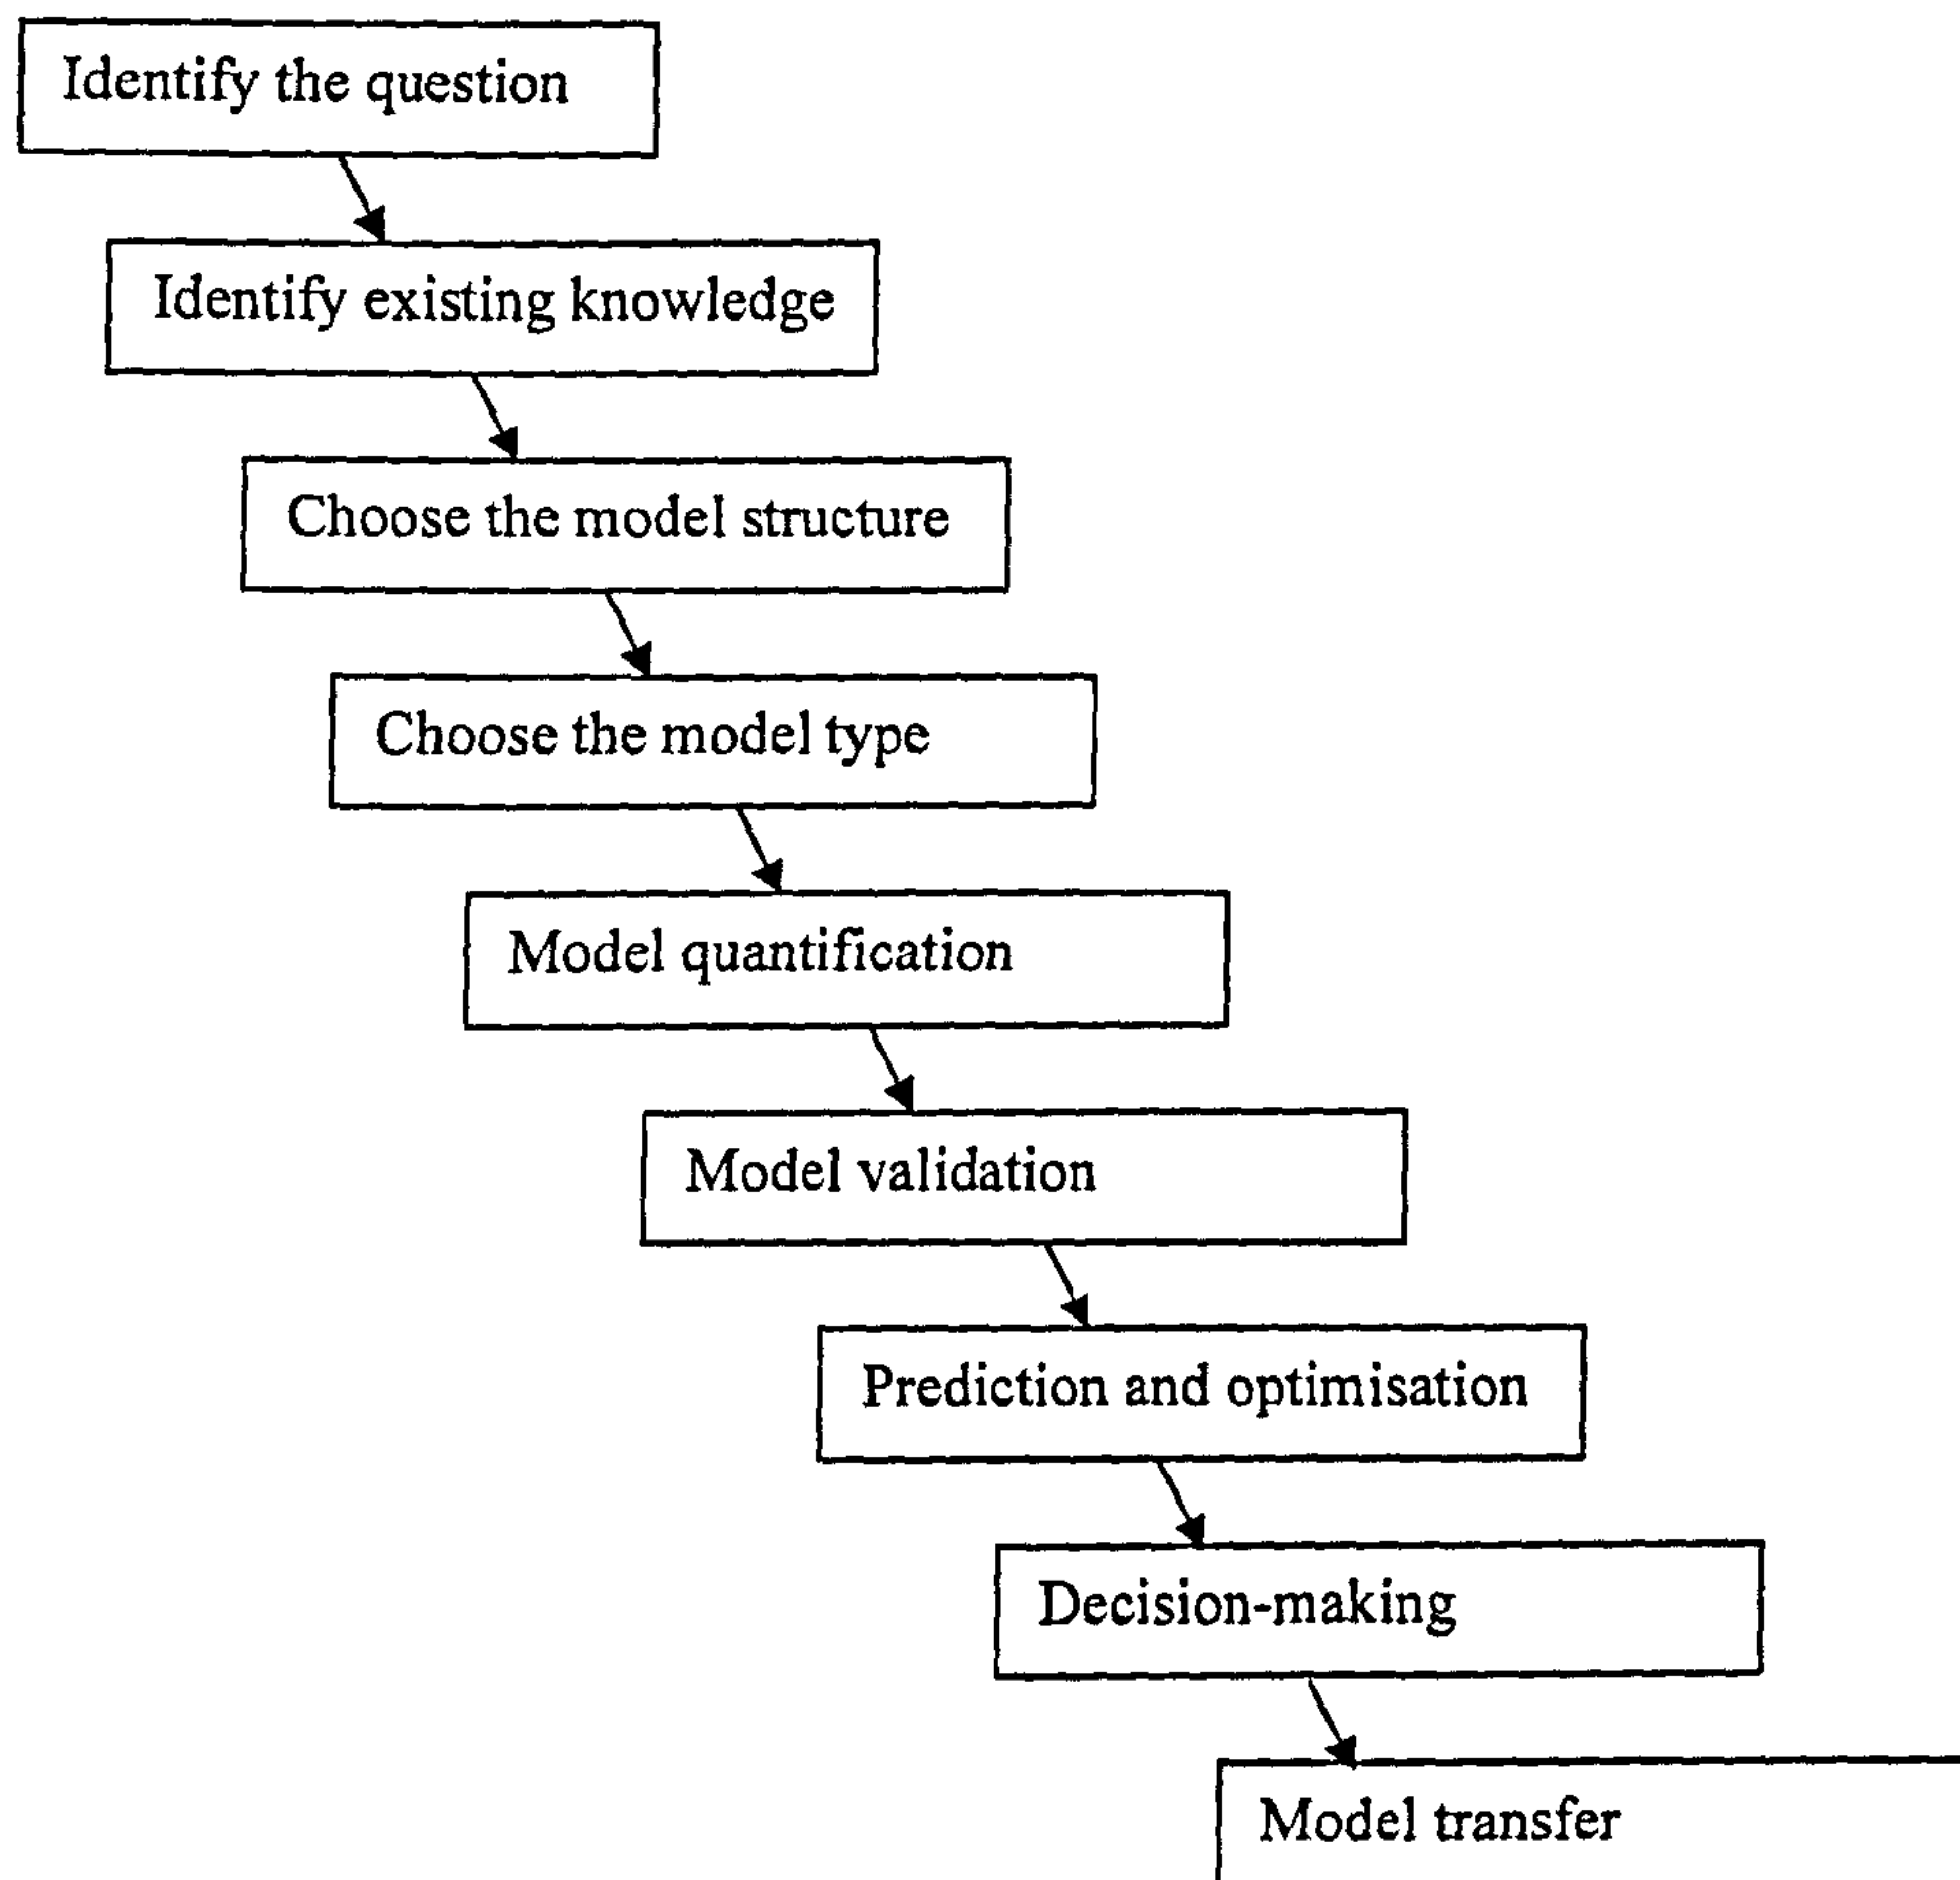 Identify the question
Identify existing knowledge
Choose the model structure
Choose the model type
Model quantification
Model validation
Prediction and optimisation
Decision-making
Model transfer